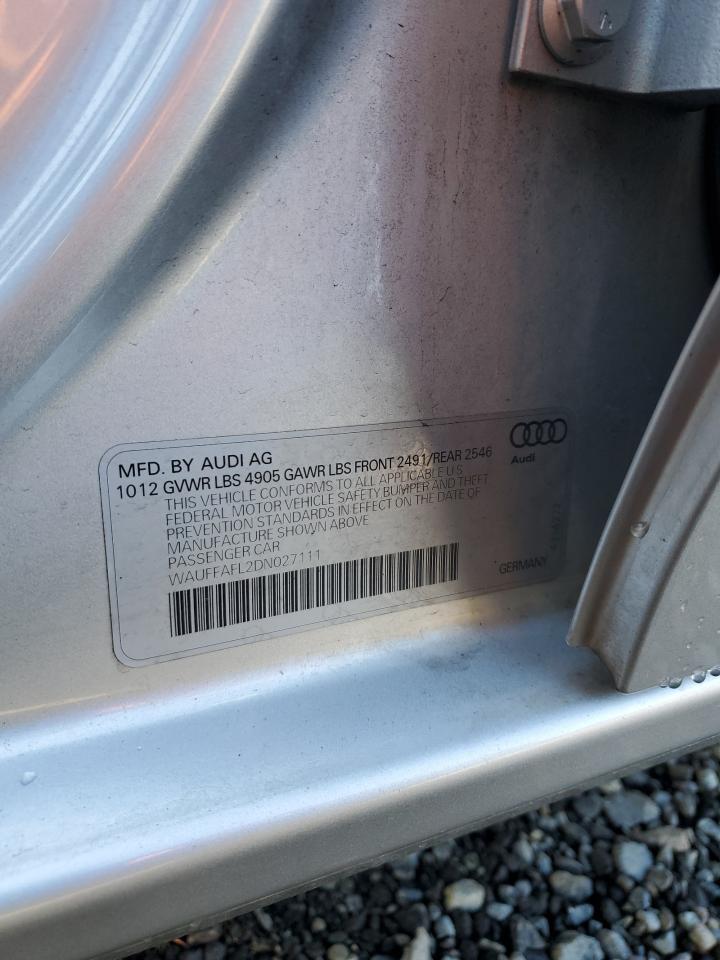 MFD. BY AUDI AG
1012 GVWR LBS 4905 GAWR LBS FRONT 2491/REAR 2546
THIS VEHICLE CONFORMS TO ALL APPLICABLE U S
FEDERAL MOTOR VEHICLE SAFETY BUMPER AND THEFT
PREVENTION STANDARDS IN EFFECT ON THE DATE OF
MANUFACTURE SHOWN ABOVE
PASSENGER CAR
WAUFFAFL2DN027111
Audi
GERMANY